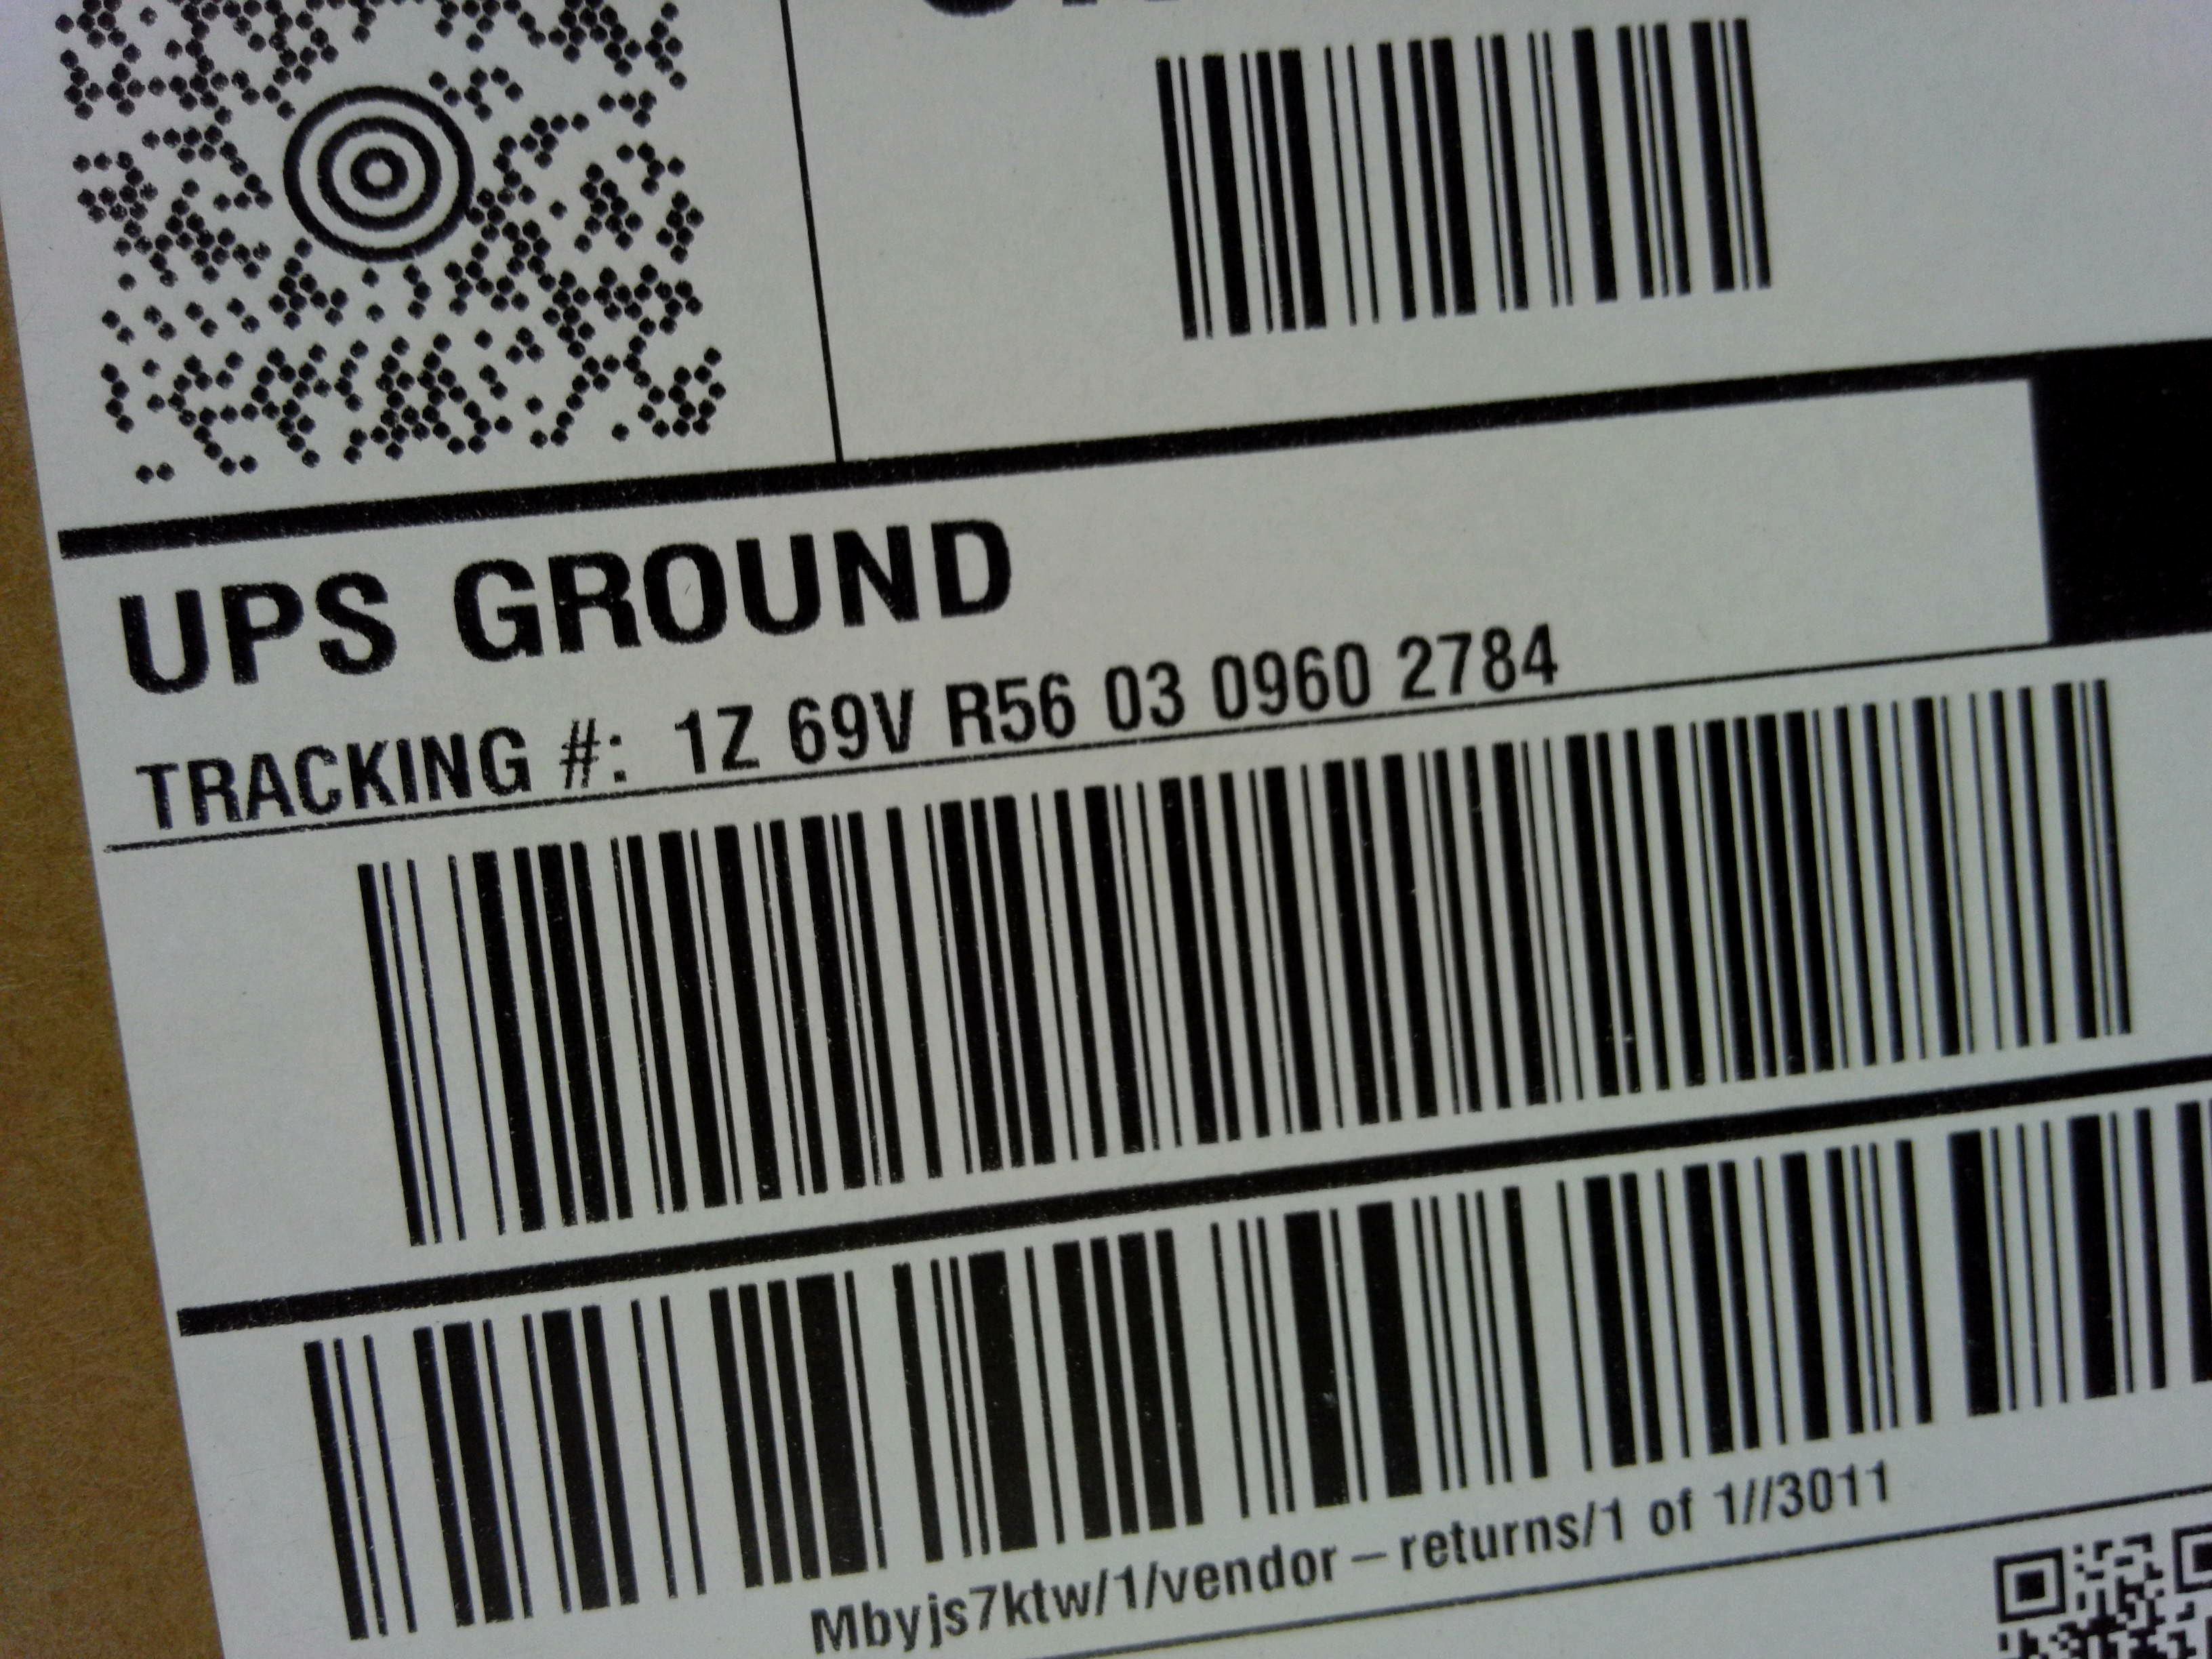 UPS GROUND
TRACKING #: 1Z 69V R56 03 0960 2784
Mbyjs7ktw/1/vendor-returns/1 of 1//3011